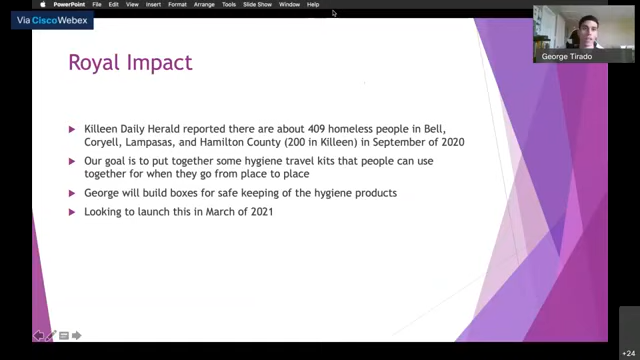 PowerPoint File Edit View Insert Format Arrange Tools Slide Show Window Help
Via CiscoWebex
George Tirado
Royal Impact
Killeen Daily Herald reported there are about 409 homeless people in Bell,
Coryell, Lampasas, and Hamilton County (200 in Killeen) in September of 2020
Our goal is to put together some hygiene travel kits that people can use
together for when they go from place to place
George will build boxes for safe keeping of the hygiene products
Looking to launch this in March of 2021
+24